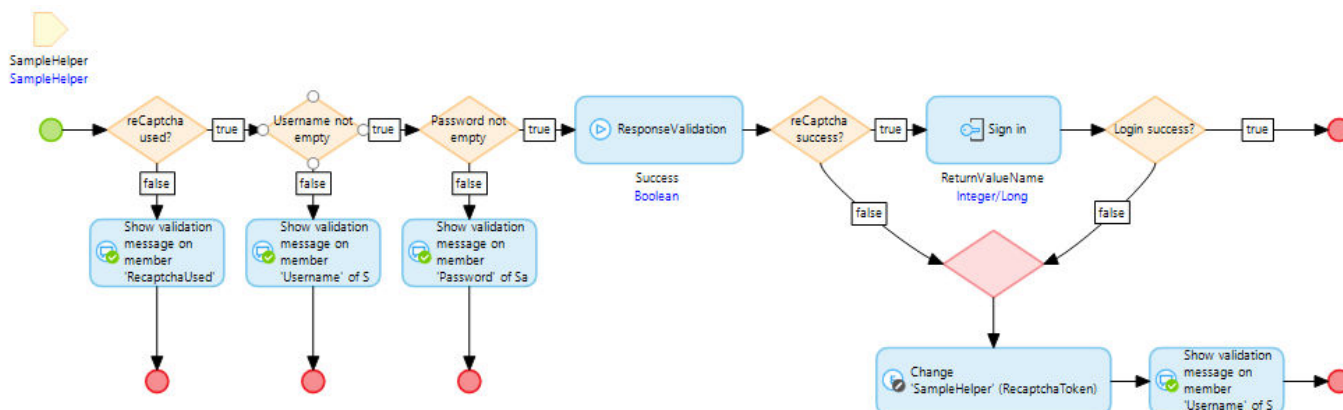 SampleHelper
SampleHelper
reCaptcha
used?
true
Username not
empty
true
Password not
empty
true
ResponseValidation
Success
Boolean
reCaptcha
success?
true
Sign in
ReturnValueName
Integer/Long
Login success?
true
false
false
false
false
false
Show validation
message on
member
'RecaptchaUsed'
Show validation
message on
member
'Username' of S
Show validation
message on
member
'Password' of Sa
Change
'SampleHelper' (RecaptchaToken)
Show validation
message on
member
'Username' of S